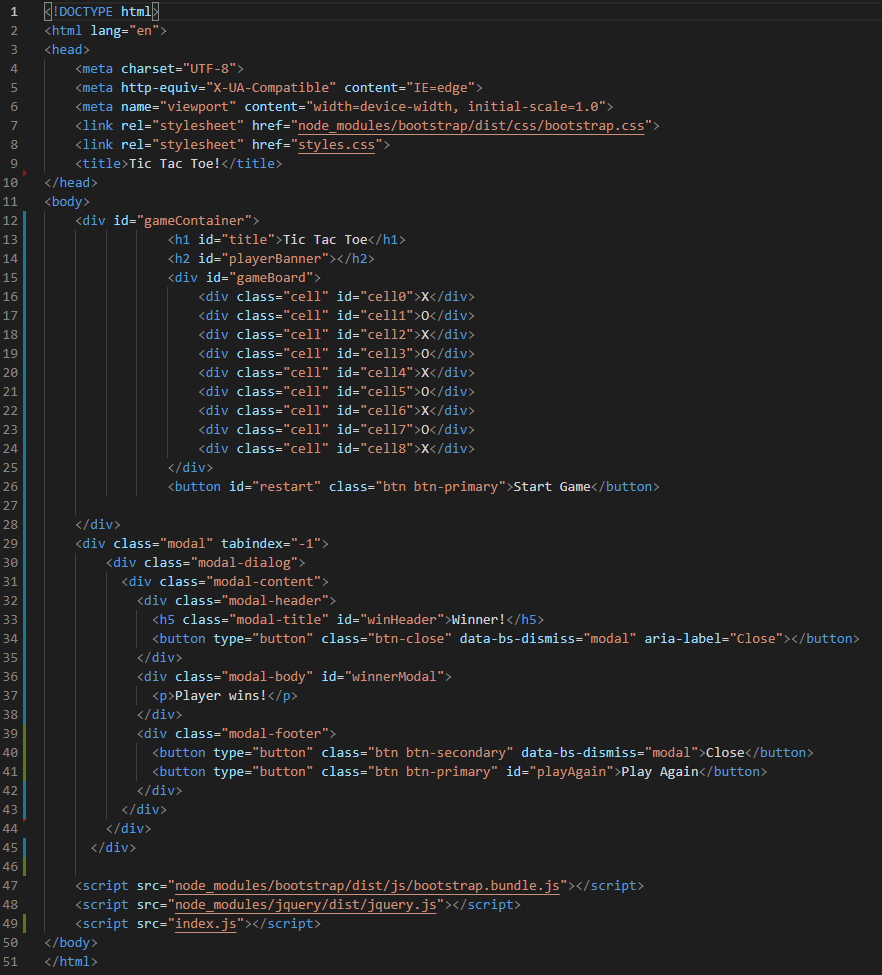 1 <!DOCTYPE html>
2 <html lang="en">
3 <head>
4     <meta charset="UTF-8">
5     <meta http-equiv="X-UA-Compatible" content="IE=edge">
6     <meta name="viewport" content="width=device-width, initial-scale=1.0">
7     <link rel="stylesheet" href="node_modules/bootstrap/dist/css/bootstrap.css">
8     <link rel="stylesheet" href="styles.css">
9     <title>Tic Tac Toe!</title>
10 </head>
11 <body>
12     <div id="gameContainer">
13                 <h1 id="title">Tic Tac Toe</h1>
14                 <h2 id="playerBanner"></h2>
15                 <div id="gameBoard">
16                     <div class="cell" id="cell0">X</div>
17                     <div class="cell" id="cell1">O</div>
18                     <div class="cell" id="cell2">X</div>
19                     <div class="cell" id="cell3">O</div>
20                     <div class="cell" id="cell4">X</div>
21                     <div class="cell" id="cell5">O</div>
22                     <div class="cell" id="cell6">X</div>
23                     <div class="cell" id="cell7">O</div>
24                     <div class="cell" id="cell8">X</div>
25                 </div>
26                 <button id="restart" class="btn btn-primary">Start Game</button>
27
28     </div>
29     <div class="modal" tabindex="-1">
30         <div class="modal-dialog">
31           <div class="modal-content">
32             <div class="modal-header">
33               <h5 class="modal-title" id="winHeader">Winner!</h5>
34               <button type="button" class="btn-close" data-bs-dismiss="modal" aria-label="Close"></button>
35             </div>
36             <div class="modal-body" id="winnerModal">
37               <p>Player wins!</p>
38             </div>
39             <div class="modal-footer">
40               <button type="button" class="btn btn-secondary" data-bs-dismiss="modal">Close</button>
41               <button type="button" class="btn btn-primary" id="playAgain">Play Again</button>
42             </div>
43           </div>
44         </div>
45       </div>
46
47     <script src="node_modules/bootstrap/dist/js/bootstrap.bundle.js"></script>
48     <script src="node_modules/jquery/dist/jquery.js"></script>
49     <script src="index.js"></script>
50 </body>
51 </html>